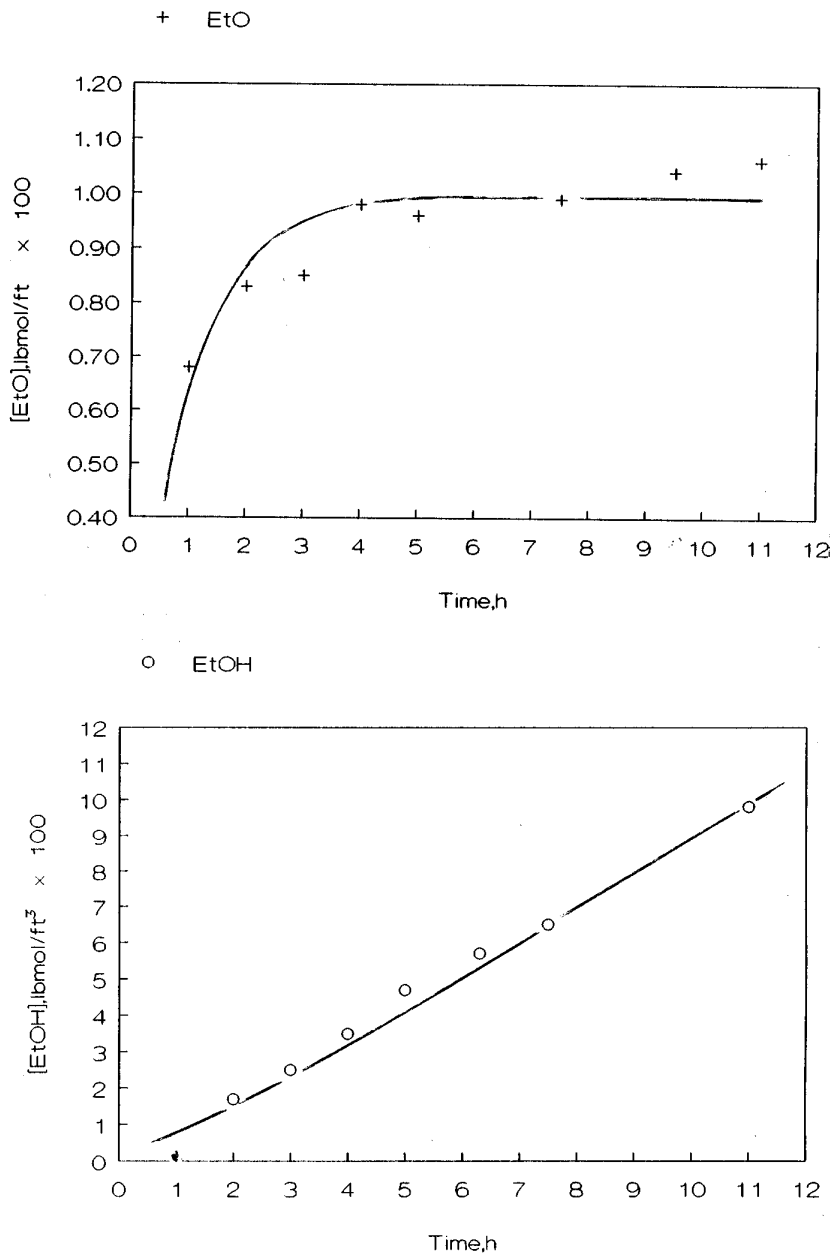 + EtO
[EtO],lbmol/ft × 100
1.20
1.10
1.00
0.90
0.80
0.70
0.60
0.50
0.40
0 1 2 3 4 5 6 7 8 9 10 11 12
Time,h
○ EtOH
[EtOH],lbmol/ft³ × 100
12
11
10
9
8
7
6
5
4
3
2
1
0
0 1 2 3 4 5 6 7 8 9 10 11 12
Time,h